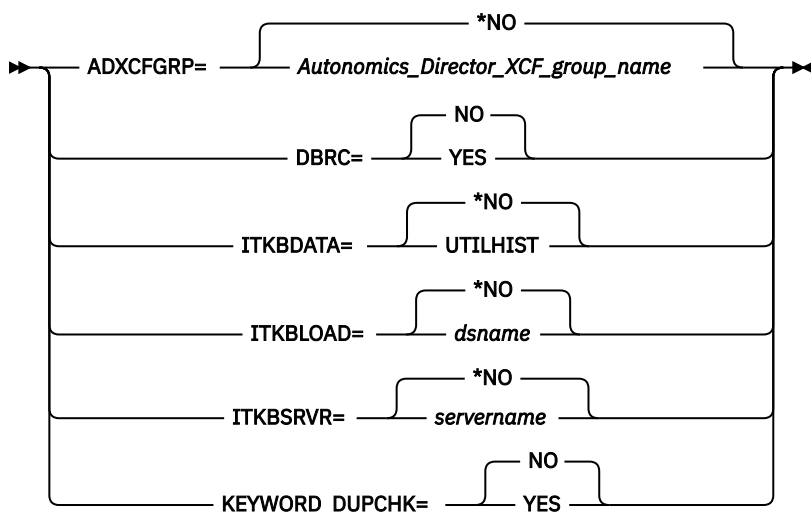 *NO
ADXCFGRP= Autonomics_Director_XCF_group_name
NO
DBRC= YES
*NO
ITKBDATA= UTILHIST
*NO
ITKBLOAD= dsname
*NO
ITKBSRVR= servername
NO
KEYWORD DUPCHK= YES